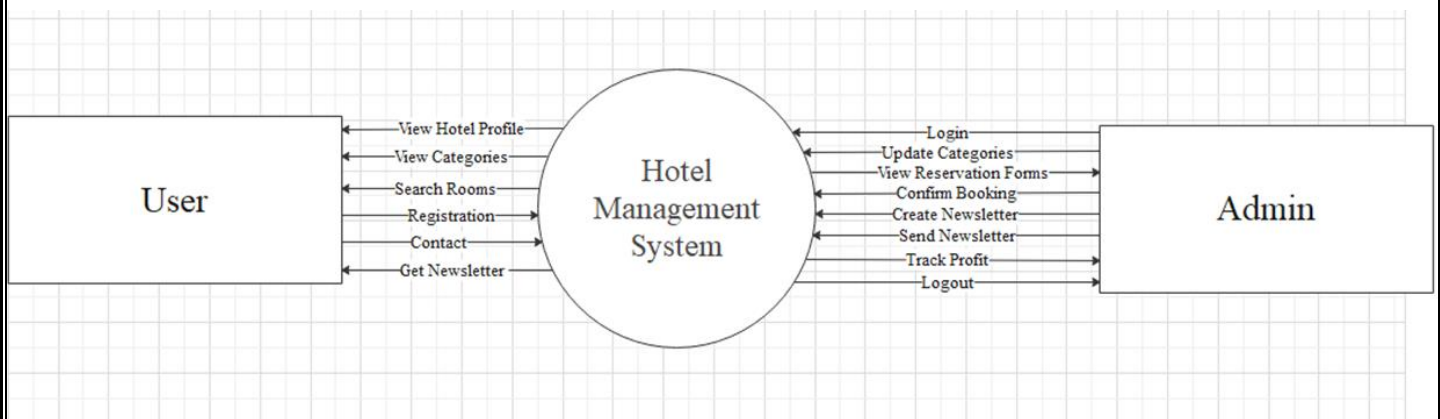 User
View Hotel Profile
View Categories
Search Rooms
Registration
Contact
Get Newsletter
Hotel
Management
System
Login
Update Categories
View Reservation Forms
Confirm Booking
Create Newsletter
Send Newsletter
Track Profit
Logout
Admin